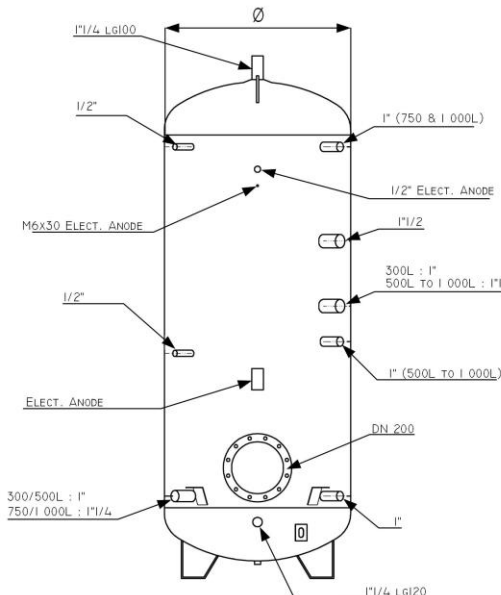 Ø
1"1/4 LG100
1/2"
1" (750 & 1 000L)
1/2" ELECT. ANODE
M6x30 ELECT. ANODE
1"1/2
300L : 1"
500L TO 1 000L : 1"1
1/2"
1" (500L TO 1 000L)
ELECT. ANODE
DN 200
300/500L : 1"
750/1 000L : 1"1/4
1"
1"1/4 LG120